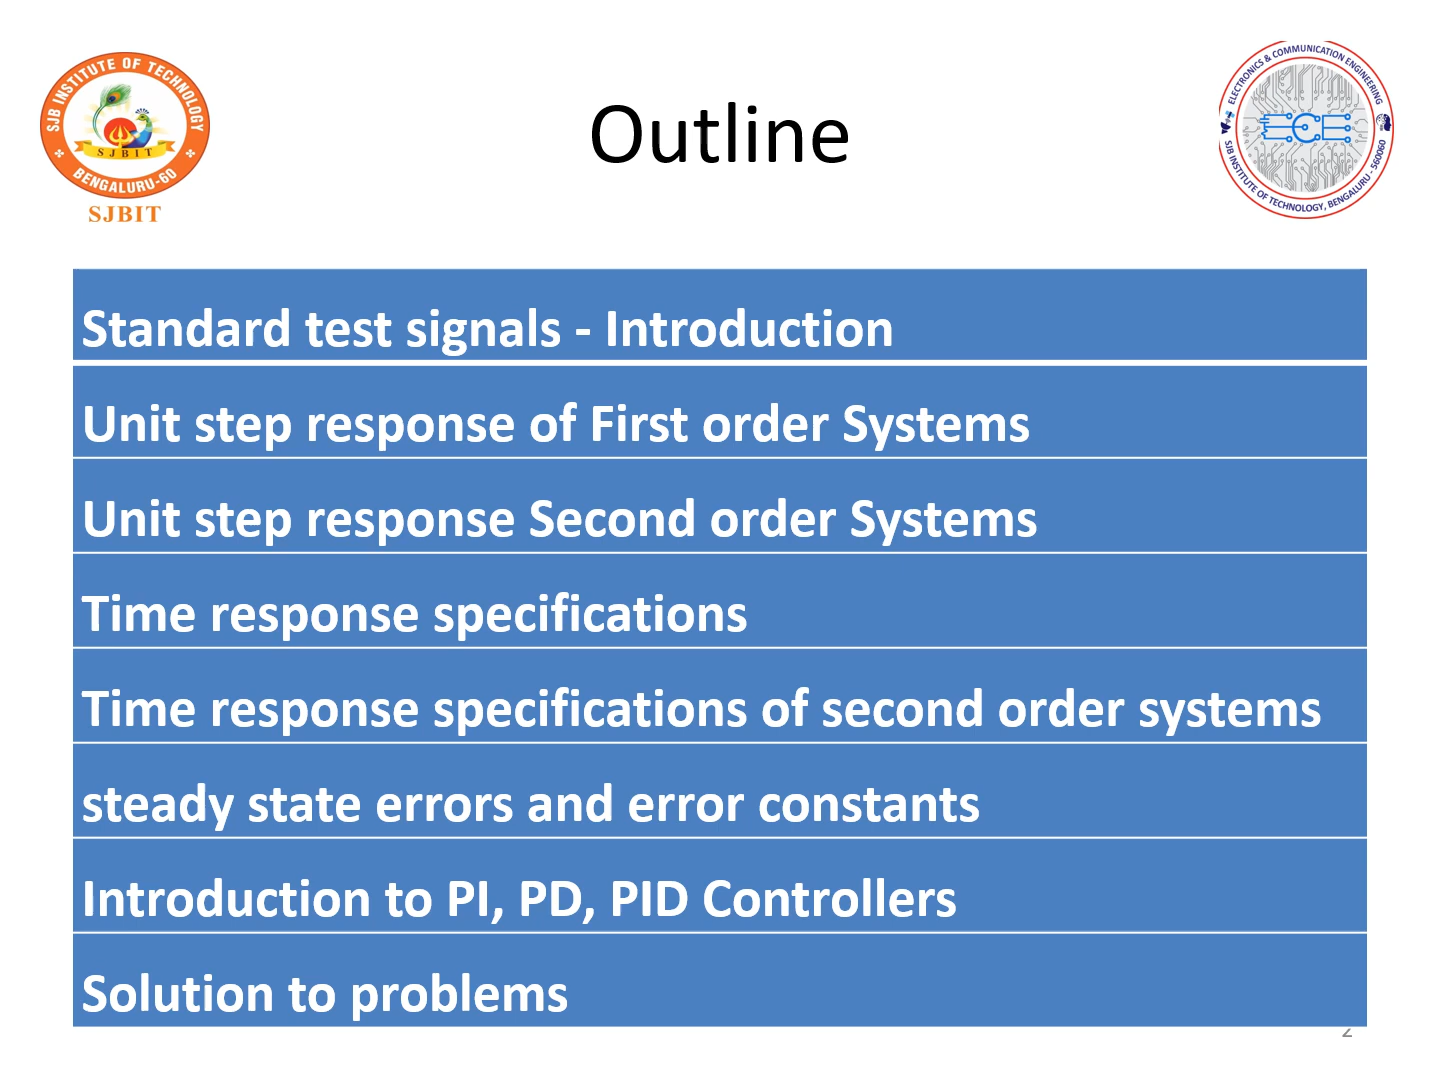 SJB INSTITUTE OF TECHNOLOGY
SJBIT
BENGALURU-60
SJBIT
Outline
ELECTRONICS & COMMUNICATION ENGINEERING
ECE
SJB INSTITUTE OF TECHNOLOGY, BENGALURU - 560060
Standard test signals - Introduction
Unit step response of First order Systems
Unit step response Second order Systems
Time response specifications
Time response specifications of second order systems
steady state errors and error constants
Introduction to PI, PD, PID Controllers
Solution to problems
2